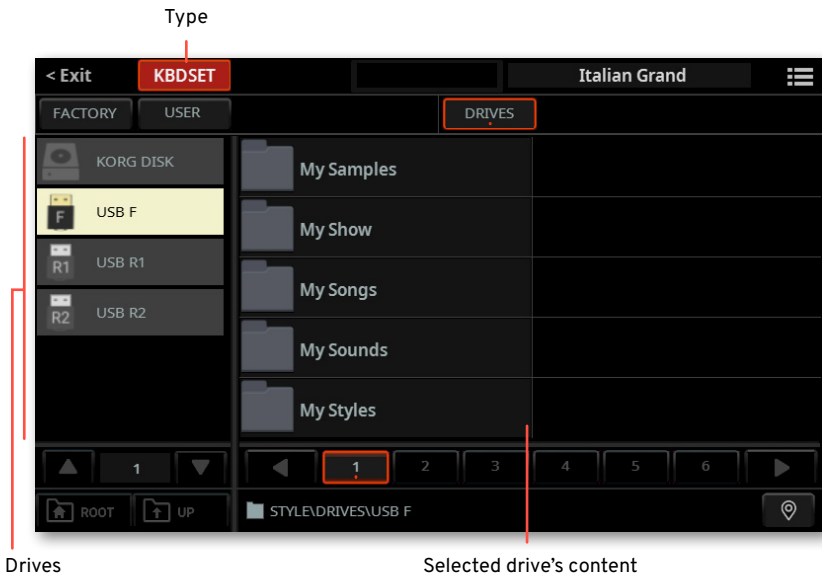 Type
< Exit
KBDSET
Italian Grand
FACTORY
USER
DRIVES
KORG DISK
F
USB F
R1
USB R1
R2
USB R2
My Samples
My Show
My Songs
My Sounds
My Styles
1
1
2
3
4
5
6
ROOT
UP
STYLE\DRIVES\USB F
Drives
Selected drive's content